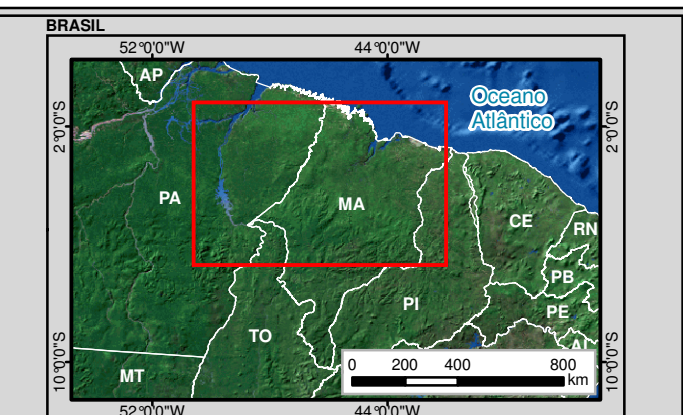 BRASIL
52°0'0"W 44°0'0"W
AP
Oceano
Atlântico
2°0'0"S 2°0'0"S
PA
MA
CE
RN
PB
PI
PE
TO
AL
MT
10°0'0"S 10°0'0"S
0 200 400 800
km
52°0'0"W 44°0'0"W